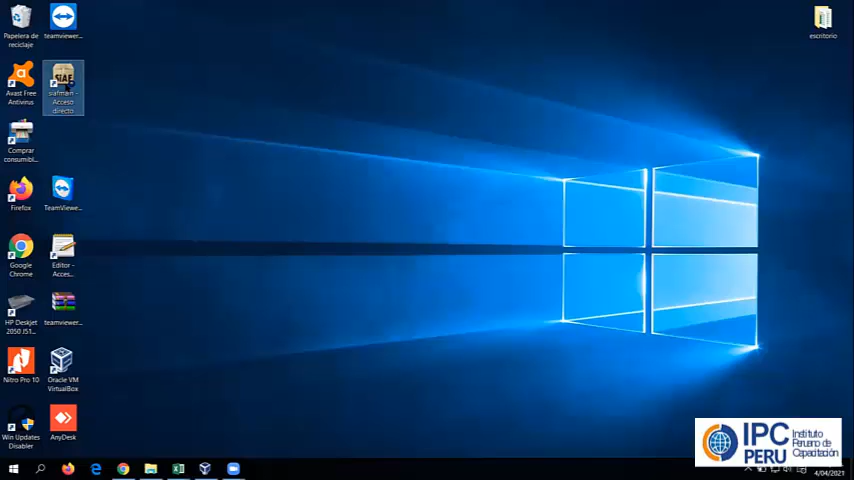 Papelera de
reciclaje
teamviewer...
escritorio
Avast Free
Antivirus
SIAF
siafmain -
Acceso
directo
Comprar
consumibl...
Firefox
TeamViewe...
Google
Chrome
Editor -
Acces...
HP Deskjet
2050 J51...
teamviewer...
Nitro Pro 10
Oracle VM
VirtualBox
Win Updates
Disabler
AnyDesk
IPC
PERU
Instituto
Peruano de
Capacitación
4/04/2021